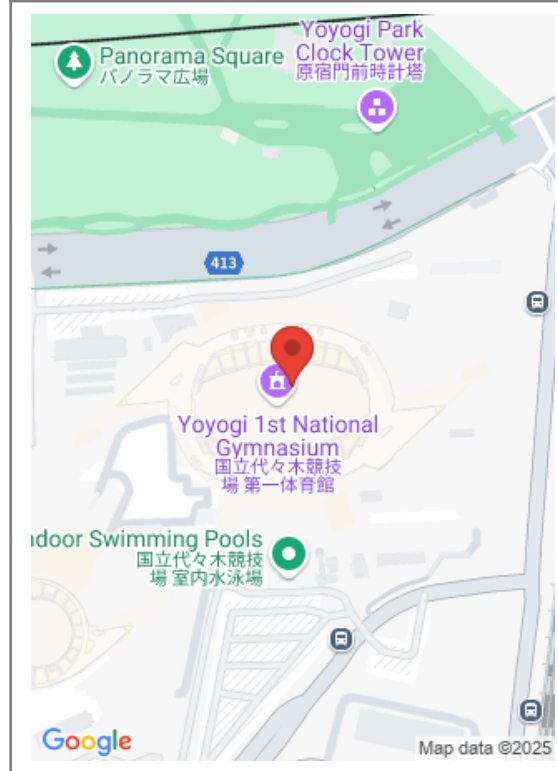 Yoyogi Park
Clock Tower
原宿門前時計塔
Panorama Square
パノラマ広場
413
Yoyogi 1st National
Gymnasium
国立代々木競技
場 第一体育館
ndoor Swimming Pools
国立代々木競技
場 室内水泳場
Google
Map data ©2025